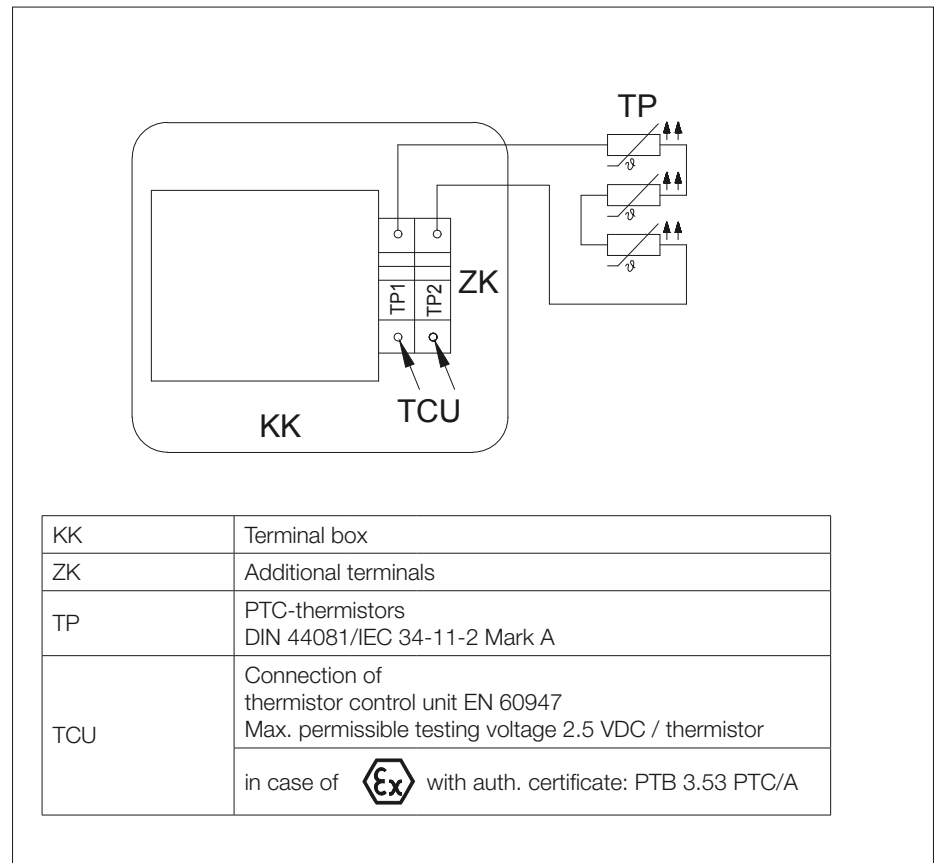 TP
ϑ
ϑ
ϑ
ZK
TP1
TP2
TCU
KK
KK Terminal box
ZK Additional terminals
TP PTC-thermistors
DIN 44081/IEC 34-11-2 Mark A
TCU Connection of
thermistor control unit EN 60947
Max. permissible testing voltage 2.5 VDC / thermistor
in case of Ex with auth. certificate: PTB 3.53 PTC/A